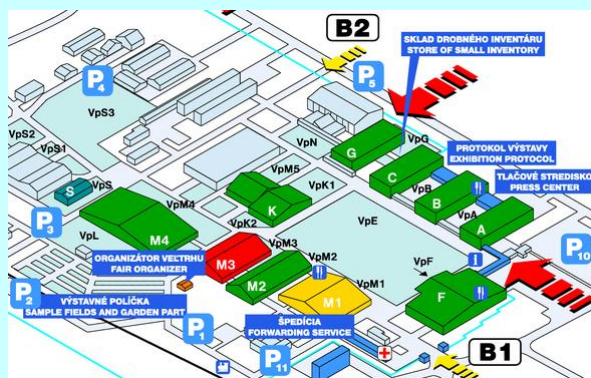 B2
SKLAD DROBNÉHO INVENTÁRU
STORE OF SMALL INVENTORY
P4
P5
VpS3
VpS2
VpS1
VpN
G
VpG
PROTOKOL VÝSTAVY
EXHIBITION PROTOCOL
C
TLAČOVÉ STREDISKO
PRESS CENTER
VpM5
VpB
S
VpS
VpK1
B
VpM4
K
VpE
VpA
P3
A
VpL
VpK2
M4
VpM3
P10
ORGANIZÁTOR VEĽTRHU
FAIR ORGANIZER
M3
VpM2
VpF
i
M2
VpM1
P2
VÝSTAVNÉ POLÍČKA
SAMPLE FIELDS AND GARDEN PART
M1
F
P1
ŠPEDÍCIA
FORWARDING SERVICE
P11
B1